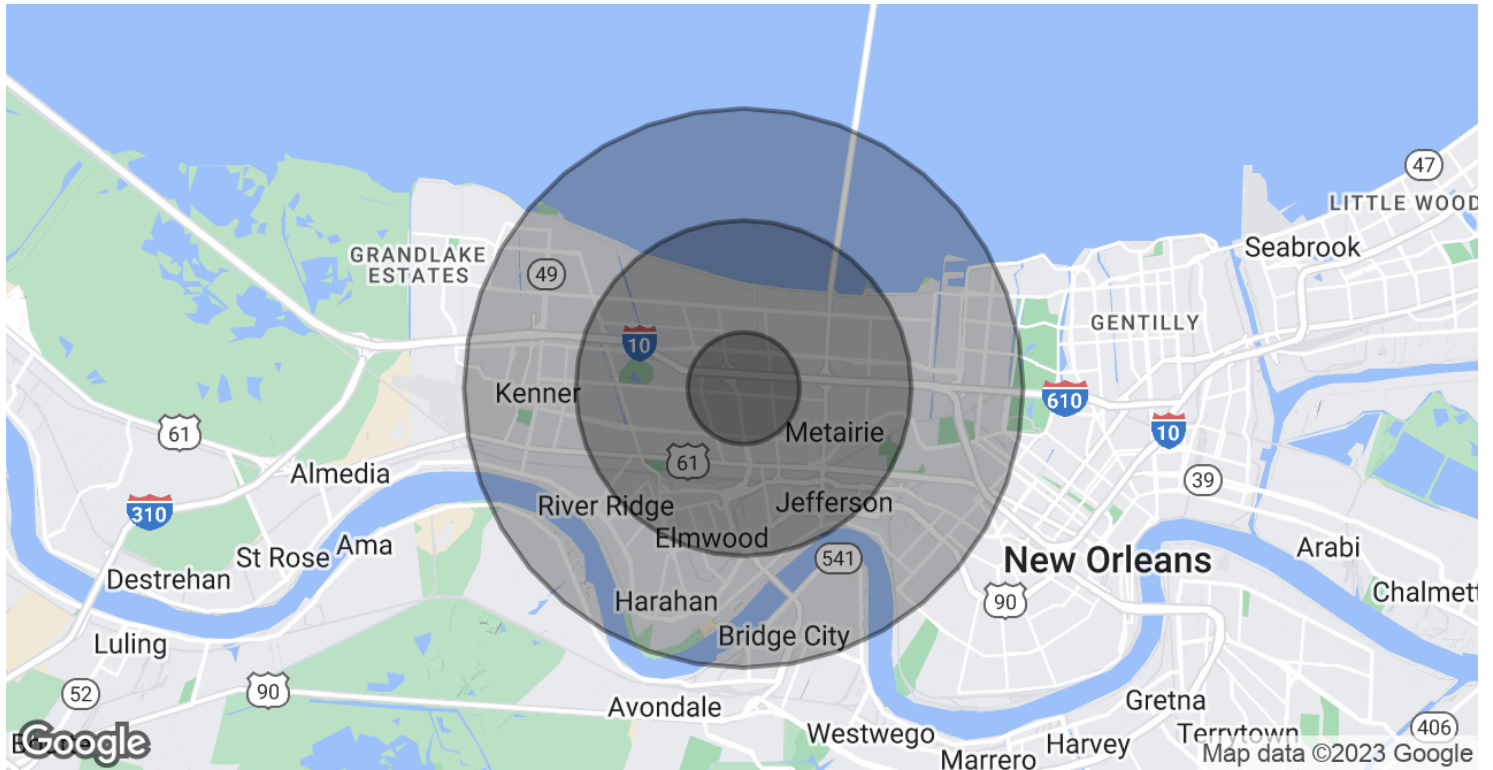 47
LITTLE WOOD
Seabrook
GRANDLAKE
ESTATES
49
GENTILLY
10
Kenner
610
61
Metairie
10
61
Almedia
39
310
River Ridge
Jefferson
Elmwood
St Rose
Ama
541
New Orleans
Arabi
Destrehan
Harahan
90
Chalmett
Luling
Bridge City
52
90
Avondale
Gretna
Westwego
Terrytown
406
Harvey
Marrero
Google
Map data ©2023 Google